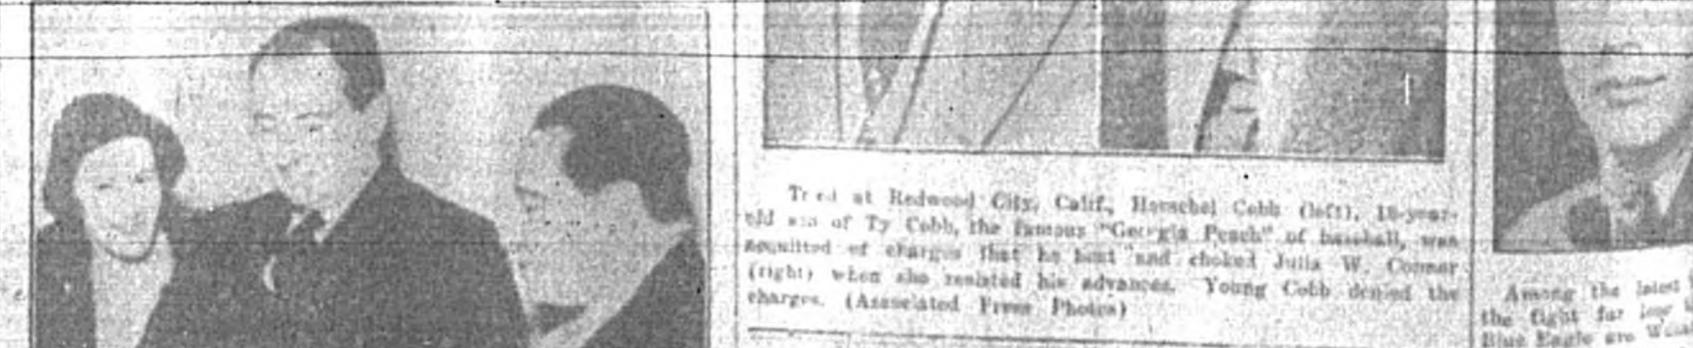 Tried at Redwood City, Calif., Herschel Cobb (left), 18-year-
old son of Ty Cobb, the famous "Georgia Peach" of baseball, was
acquitted of charges that he beat and choked Julia W. Conner
(right) when she resisted his advances. Young Cobb denied the
charges. (Associated Press Photos)
Among the latest
the fight for
Blue Eagle are